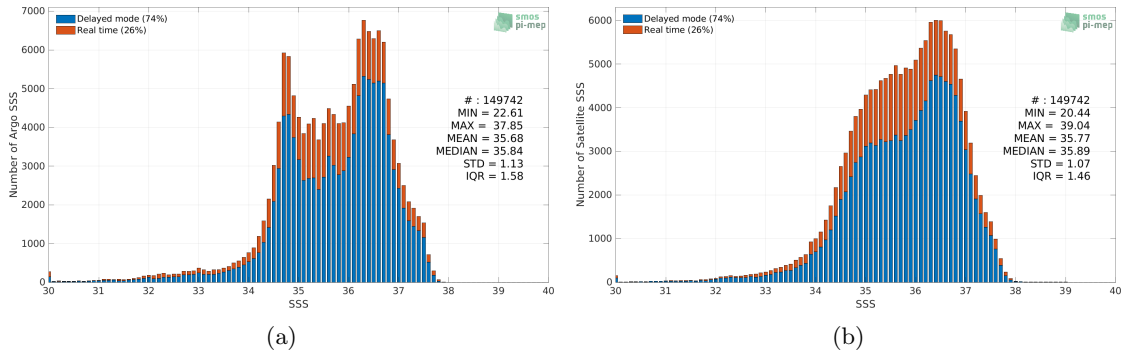 Delayed mode (74%)
Real time (26%)
smos
pi-mep
7000
6000
5000
4000
3000
2000
1000
0
Number of Argo SSS
# : 149742
MIN = 22.61
MAX = 37.85
MEAN = 35.68
MEDIAN = 35.84
STD = 1.13
IQR = 1.58
30 31 32 33 34 35 36 37 38 39 40
SSS
(a)
Delayed mode (74%)
Real time (26%)
smos
pi-mep
6000
5000
4000
3000
2000
1000
0
Number of Satellite SSS
# : 149742
MIN = 20.44
MAX = 39.04
MEAN = 35.77
MEDIAN = 35.89
STD = 1.07
IQR = 1.46
30 31 32 33 34 35 36 37 38 39 40
SSS
(b)